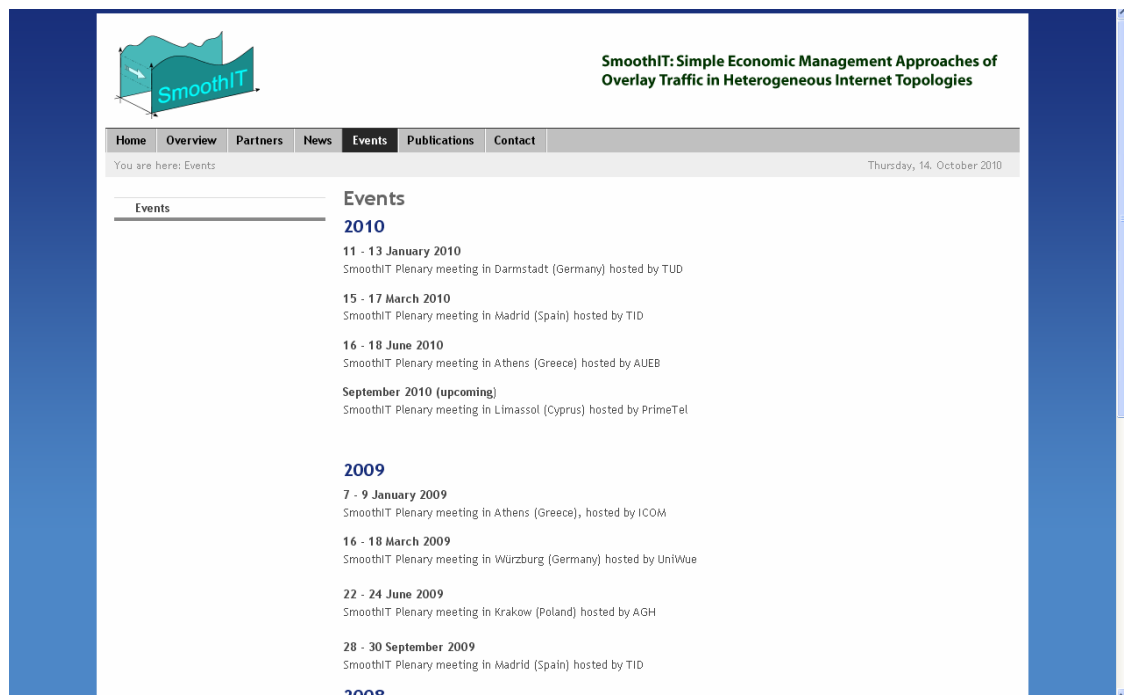 SmoothIT
SmoothIT: Simple Economic Management Approaches of
Overlay Traffic in Heterogeneous Internet Topologies
Home Overview Partners News Events Publications Contact
You are here: Events Thursday, 14. October 2010
Events
Events
2010
11 - 13 January 2010
SmoothIT Plenary meeting in Darmstadt (Germany) hosted by TUD
15 - 17 March 2010
SmoothIT Plenary meeting in Madrid (Spain) hosted by TID
16 - 18 June 2010
SmoothIT Plenary meeting in Athens (Greece) hosted by AUEB
September 2010 (upcoming)
SmoothIT Plenary meeting in Limassol (Cyprus) hosted by PrimeTel
2009
7 - 9 January 2009
SmoothIT Plenary meeting in Athens (Greece), hosted by ICOM
16 - 18 March 2009
SmoothIT Plenary meeting in Würzburg (Germany) hosted by UniWue
22 - 24 June 2009
SmoothIT Plenary meeting in Krakow (Poland) hosted by AGH
28 - 30 September 2009
SmoothIT Plenary meeting in Madrid (Spain) hosted by TID
2008